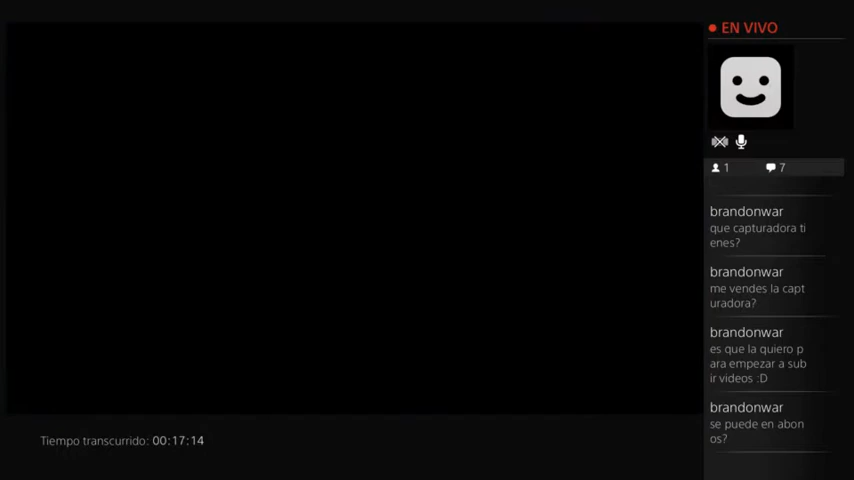 EN VIVO
1 7
brandonwar
que capturadora ti
enes?
brandonwar
me vendes la capt
uradora?
brandonwar
es que la quiero p
ara empezar a sub
ir videos :D
brandonwar
se puede en abon
os?
Tiempo transcurrido: 00:17:14